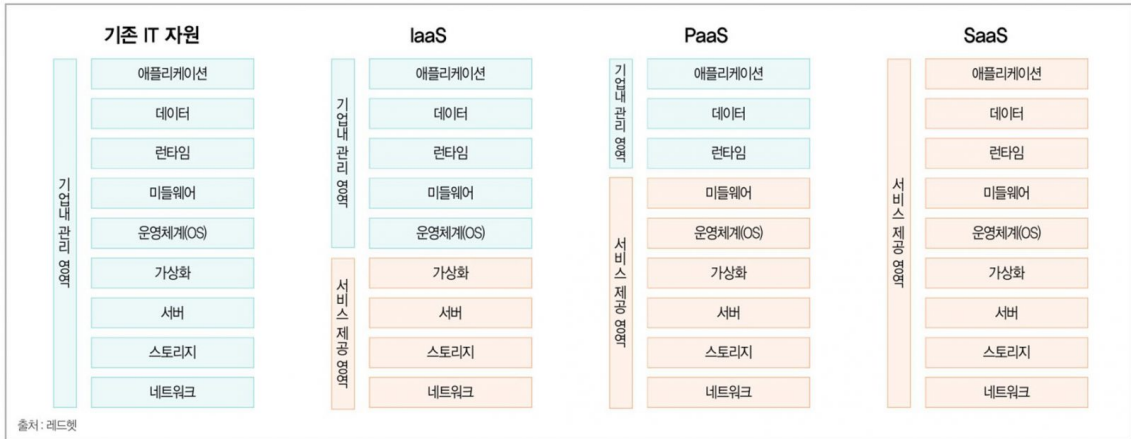 기존 IT 자원
기업내 관리 영역
애플리케이션
데이터
런타임
미들웨어
운영체계(OS)
가상화
서버
스토리지
네트워크
IaaS
기업내 관리 영역
서비스 제공 영역
애플리케이션
데이터
런타임
미들웨어
운영체계(OS)
가상화
서버
스토리지
네트워크
PaaS
기업내 관리 영역
서비스 제공 영역
애플리케이션
데이터
런타임
미들웨어
운영체계(OS)
가상화
서버
스토리지
네트워크
SaaS
서비스 제공 영역
애플리케이션
데이터
런타임
미들웨어
운영체계(OS)
가상화
서버
스토리지
네트워크
출처 : 레드햇